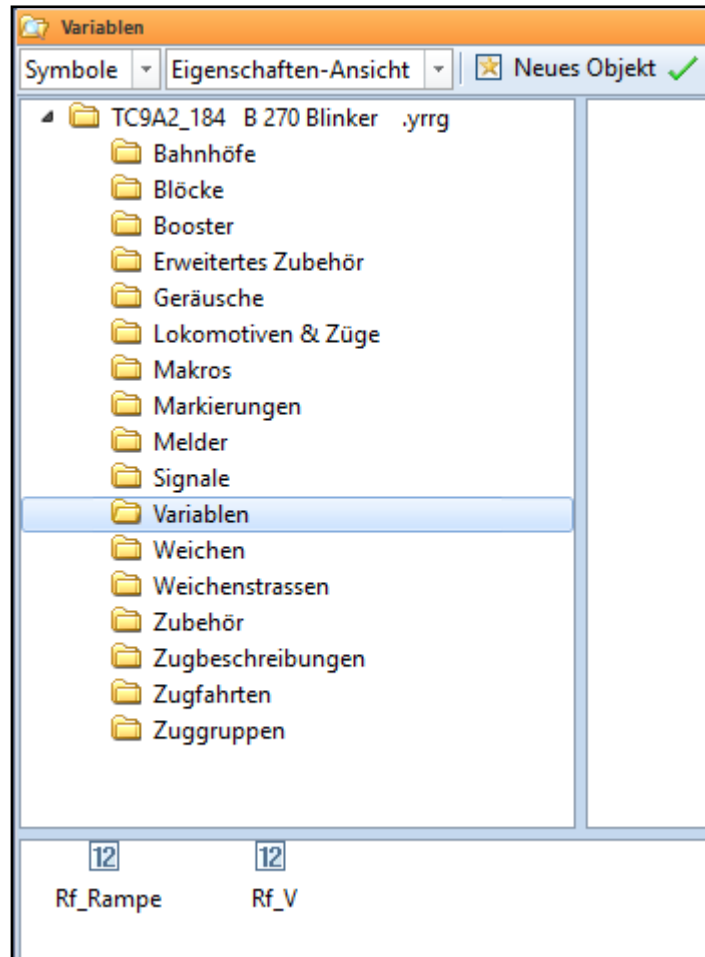 Variablen
Symbole Eigenschaften-Ansicht Neues Objekt
TC9A2_184 B 270 Blinker .yrrg
Bahnhöfe
Blöcke
Booster
Erweitertes Zubehör
Geräusche
Lokomotiven & Züge
Makros
Markierungen
Melder
Signale
Variablen
Weichen
Weichenstrassen
Zubehör
Zugbeschreibungen
Zugfahrten
Zuggruppen
12 12
Rf_Rampe Rf_V